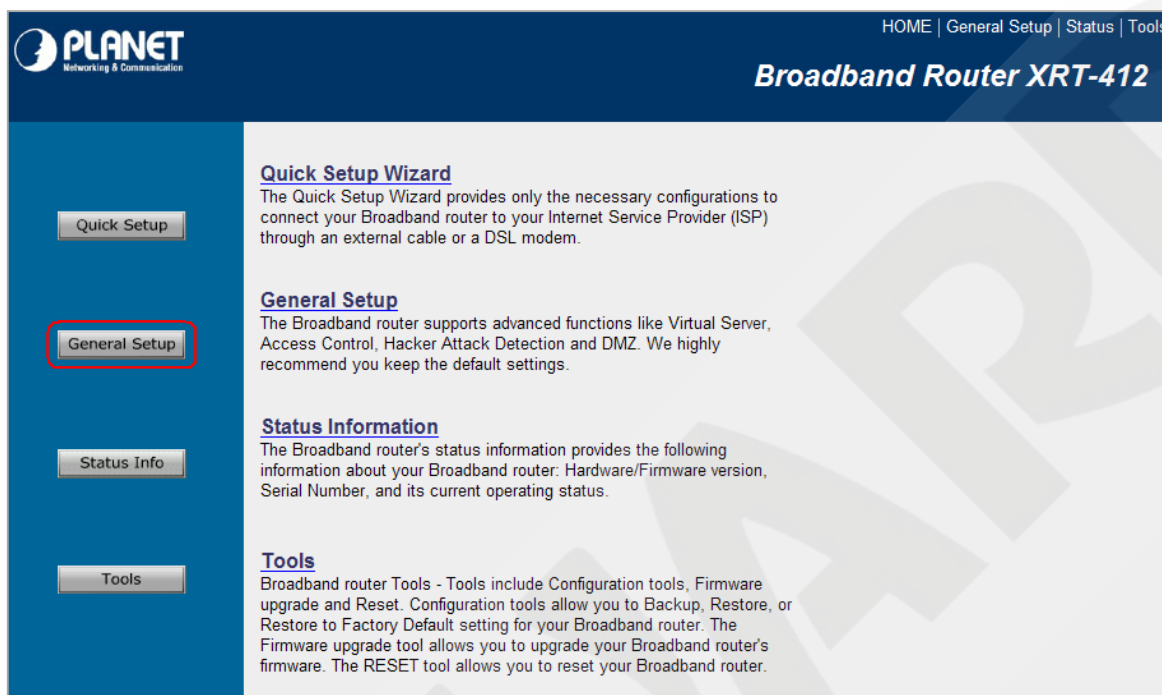 PLANET
Networking & Communication
HOME | General Setup | Status | Tools
Broadband Router XRT-412
Quick Setup
Quick Setup Wizard
The Quick Setup Wizard provides only the necessary configurations to
connect your Broadband router to your Internet Service Provider (ISP)
through an external cable or a DSL modem.
General Setup
General Setup
The Broadband router supports advanced functions like Virtual Server,
Access Control, Hacker Attack Detection and DMZ. We highly
recommend you keep the default settings.
Status Info
Status Information
The Broadband router's status information provides the following
information about your Broadband router: Hardware/Firmware version,
Serial Number, and its current operating status.
Tools
Tools
Broadband router Tools - Tools include Configuration tools, Firmware
upgrade and Reset. Configuration tools allow you to Backup, Restore, or
Restore to Factory Default setting for your Broadband router. The
Firmware upgrade tool allows you to upgrade your Broadband router's
firmware. The RESET tool allows you to reset your Broadband router.